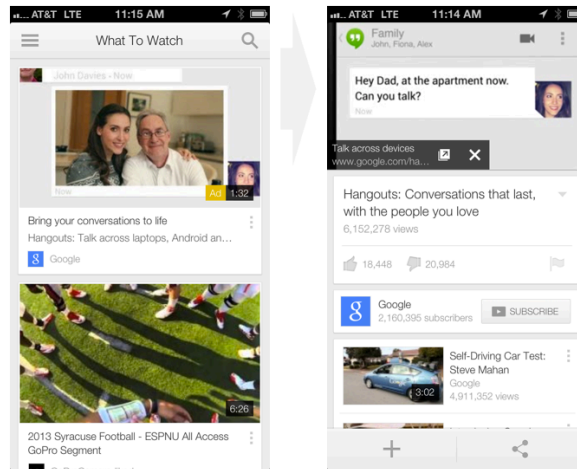 AT&T LTE 11:15 AM
What To Watch
John Davies - Now
Now
Ad 1:32
Bring your conversations to life
Hangouts: Talk across laptops, Android an...
8 Google
6:26
2013 Syracuse Football - ESPNU All Access
GoPro Segment
AT&T LTE 11:14 AM
Family
John, Fiona, Alex
Hey Dad, at the apartment now.
Can you talk?
Now
Talk across devices
www.google.com/ha...
Hangouts: Conversations that last,
with the people you love
6,152,278 views
18,448 20,984
8 Google
2,160,395 subscribers
SUBSCRIBE
Self-Driving Car Test:
Steve Mahan
Google
4,911,352 views
3:02